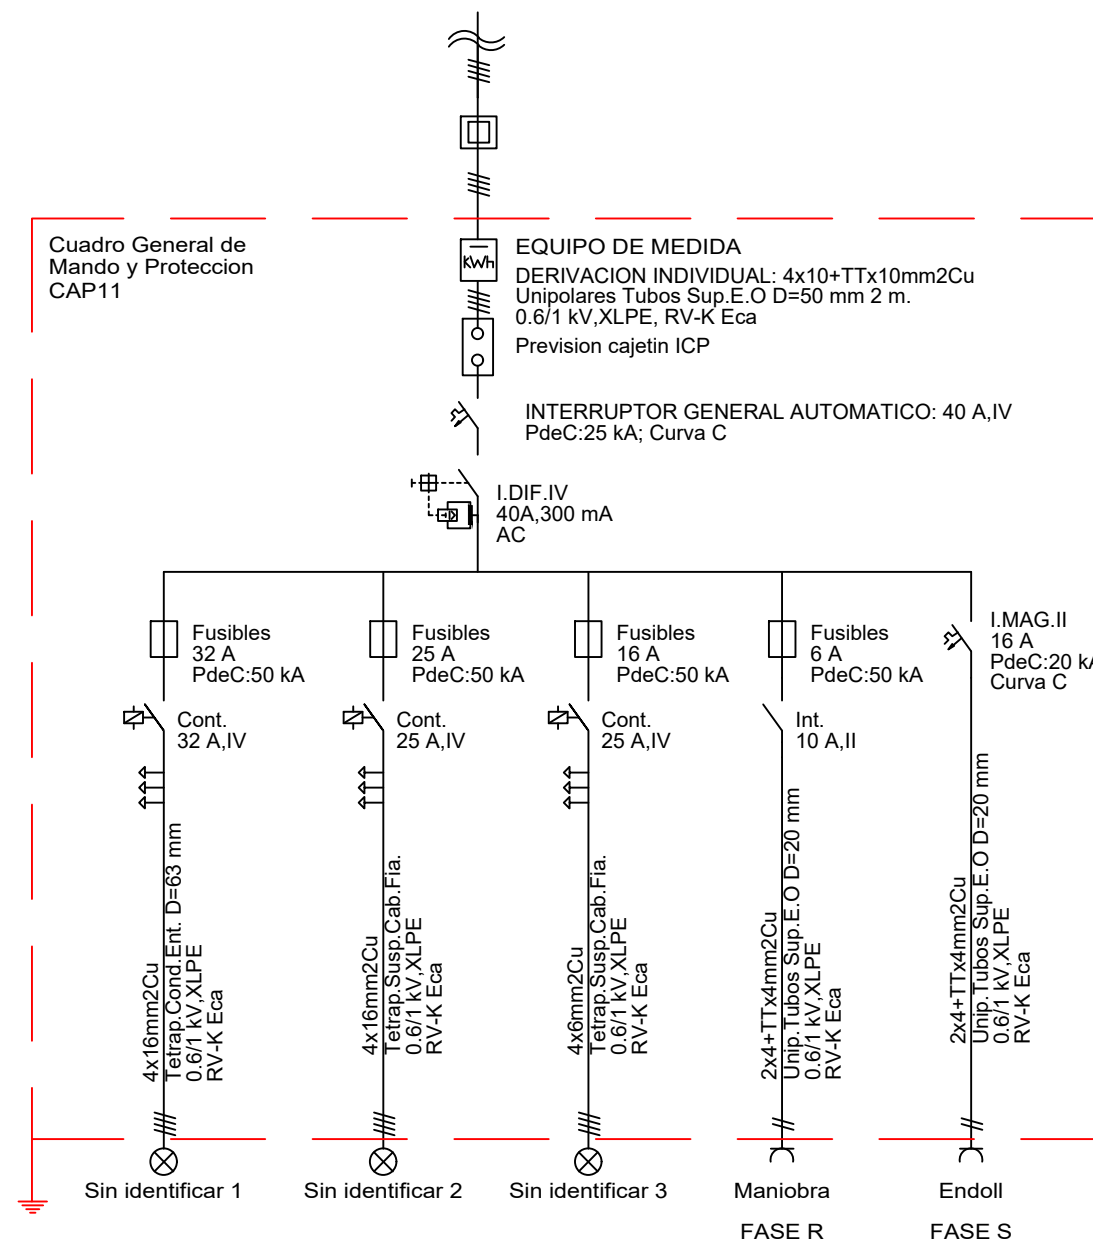 Cuadro General de
Mando y Proteccion
CAP11
KWh
EQUIPO DE MEDIDA
DERIVACION INDIVIDUAL: 4x10+TTx10mm2Cu
Unipolares Tubos Sup.E.O D=50 mm 2 m.
0.6/1 kV,XLPE, RV-K Eca
Prevision cajetin ICP
INTERRUPTOR GENERAL AUTOMATICO: 40 A,IV
PdeC:25 kA; Curva C
I.DIF.IV
40A,300 mA
AC
Fusibles
32 A
PdeC:50 kA
Cont.
32 A,IV
4x16mm2Cu
Tetrap.Cond.Ent. D=63 mm
0.6/1 kV,XLPE
RV-K Eca
Sin identificar 1
Fusibles
25 A
PdeC:50 kA
Cont.
25 A,IV
4x16mm2Cu
Tetrap.Susp.Cab.Fia.
0.6/1 kV,XLPE
RV-K Eca
Sin identificar 2
Fusibles
16 A
PdeC:50 kA
Cont.
25 A,IV
4x6mm2Cu
Tetrap.Susp.Cab.Fia.
0.6/1 kV,XLPE
RV-K Eca
Sin identificar 3
Fusibles
6 A
PdeC:50 kA
Int.
10 A,II
2x4+TTx4mm2Cu
Unip.Tubos Sup.E.O D=20 mm
0.6/1 kV,XLPE
RV-K Eca
Maniobra
FASE R
I.MAG.II
16 A
PdeC:20 kA
Curva C
2x4+TTx4mm2Cu
Unip.Tubos Sup.E.O D=20 mm
0.6/1 kV,XLPE
RV-K Eca
Endoll
FASE S